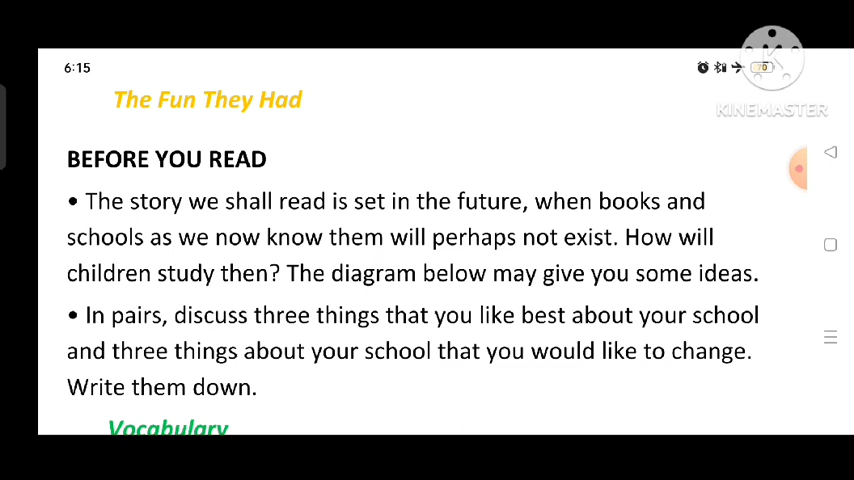 6:15
70
KINEMASTER
The Fun They Had
BEFORE YOU READ
• The story we shall read is set in the future, when books and
schools as we now know them will perhaps not exist. How will
children study then? The diagram below may give you some ideas.
• In pairs, discuss three things that you like best about your school
and three things about your school that you would like to change.
Write them down.
Vocabulary